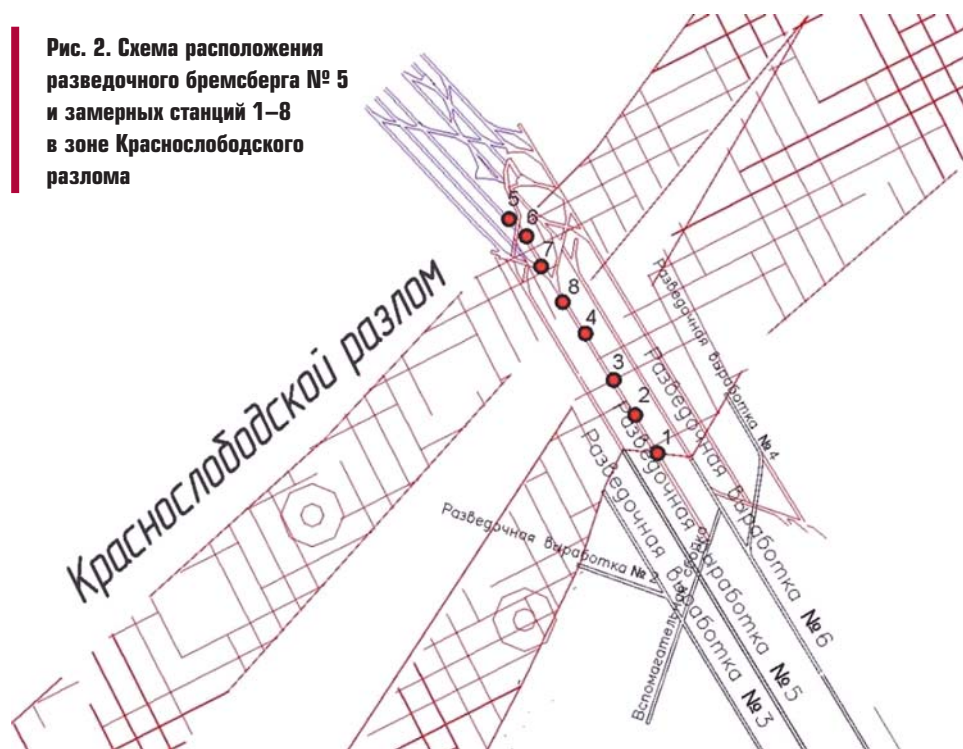 Рис. 2. Схема расположения
разведочного бремсберга № 5
и замерных станций 1–8
в зоне Краснослободского
разлома
5
6
7
8
4
3
2
1
Краснослободской разлом
Разведочная выработка № 4
Разведочная выработка № 2
Разведочная выработка № 6
Разведочная выработка № 5
Разведочная выработка № 3
Вспомогательная